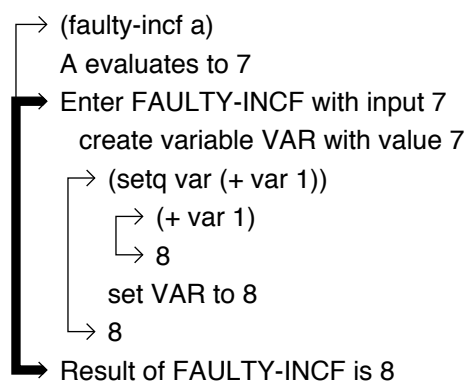 (faulty-incf a)
A evaluates to 7
Enter FAULTY-INCF with input 7
create variable VAR with value 7
(setq var (+ var 1))
(+ var 1)
8
set VAR to 8
8
Result of FAULTY-INCF is 8